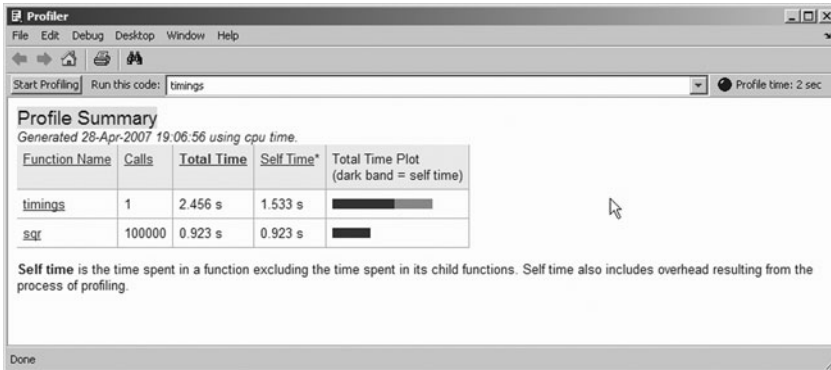 Profiler
File Edit Debug Desktop Window Help
Start Profiling Run this code: timings Profile time: 2 sec
Profile Summary
Generated 28-Apr-2007 19:06:56 using cpu time.
Function Name Calls Total Time Self Time* Total Time Plot
(dark band = self time)
timings 1 2.456 s 1.533 s
sqr 100000 0.923 s 0.923 s
Self time is the time spent in a function excluding the time spent in its child functions. Self time also includes overhead resulting from the
process of profiling.
Done